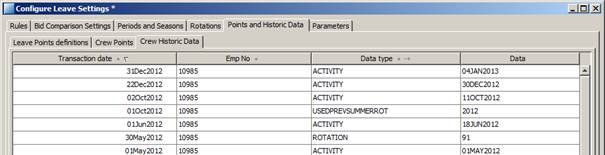 Configure Leave Settings *
Rules Bid Comparison Settings Periods and Seasons Rotations Points and Historic Data Parameters
Leave Points definitions Crew Points Crew Historic Data
Transaction date Emp No Data type Data
31Dec2012 10985 ACTIVITY 04JAN2013
22Dec2012 10985 ACTIVITY 30DEC2012
02Oct2012 10985 ACTIVITY 11OCT2012
01Oct2012 10985 USEDPREVSUMMERROT 2012
01Jun2012 10985 ACTIVITY 18JUN2012
30May2012 10985 ROTATION 91
01May2012 10985 ACTIVITY 01MAY2012